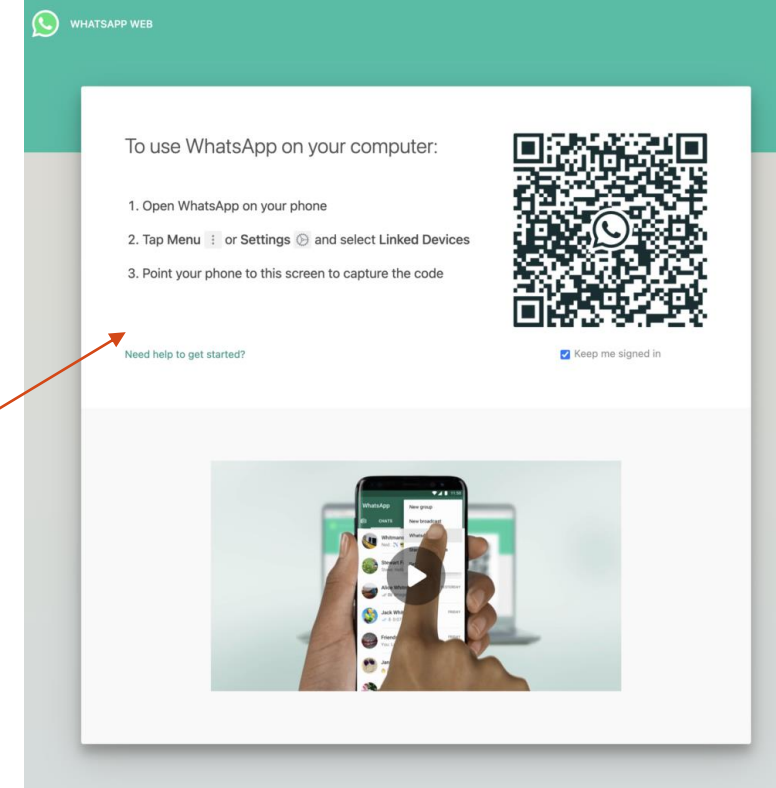 WHATSAPP WEB
To use WhatsApp on your computer:
1. Open WhatsApp on your phone
2. Tap Menu or Settings and select Linked Devices
3. Point your phone to this screen to capture the code
Need help to get started?
Keep me signed in
WhatsApp
New group
CHATS
New broadcast